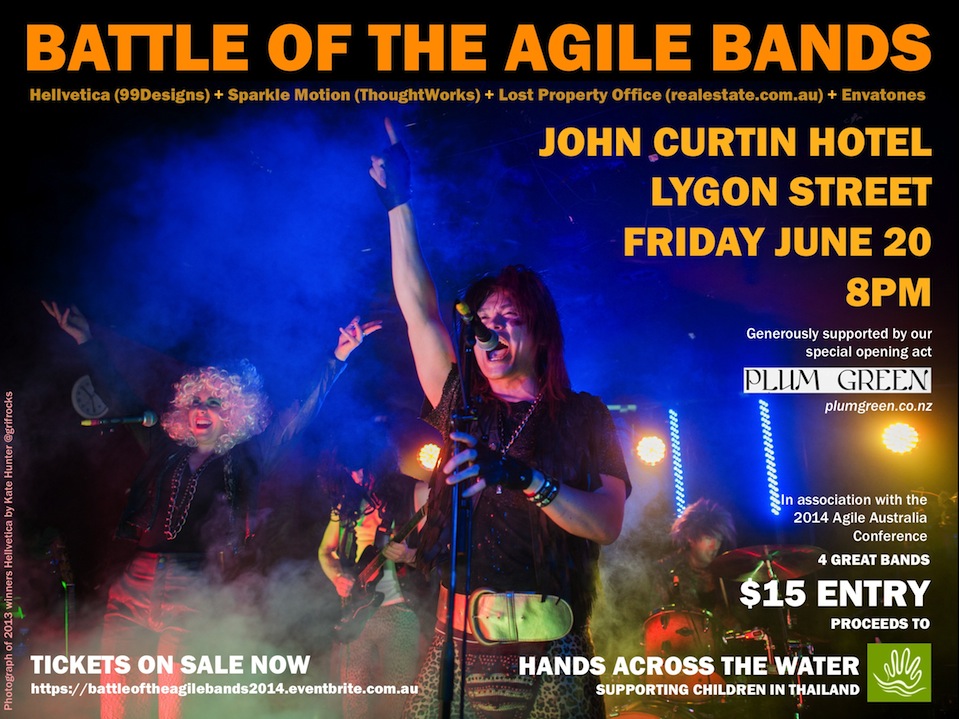 BATTLE OF THE AGILE BANDS
Hellvetica (99Designs) + Sparkle Motion (ThoughtWorks) + Lost Property Office (realestate.com.au) + Envatones
JOHN CURTIN HOTEL
LYGON STREET
FRIDAY JUNE 20
8PM
Generously supported by our
special opening act
PLUM GREEN
plumgreen.co.nz
In association with the
2014 Agile Australia
Conference
4 GREAT BANDS
$15 ENTRY
PROCEEDS TO
HANDS ACROSS THE WATER
SUPPORTING CHILDREN IN THAILAND
TICKETS ON SALE NOW
https://battleoftheagilebands2014.eventbrite.com.au
Photograph of 2013 winners Hellvetica by Kate Hunter @grifrocks